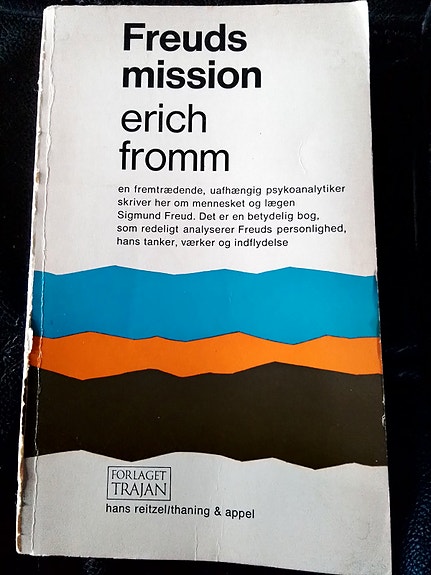 Freuds
mission
erich
fromm
en fremtrædende, uafhængig psykoanalytiker
skriver her om mennesket og lægen
Sigmund Freud. Det er en betydelig bog,
som redeligt analyserer Freuds personlighed,
hans tanker, værker og indflydelse
FORLAGET
TRAJAN
hans reitzel/thaning & appel